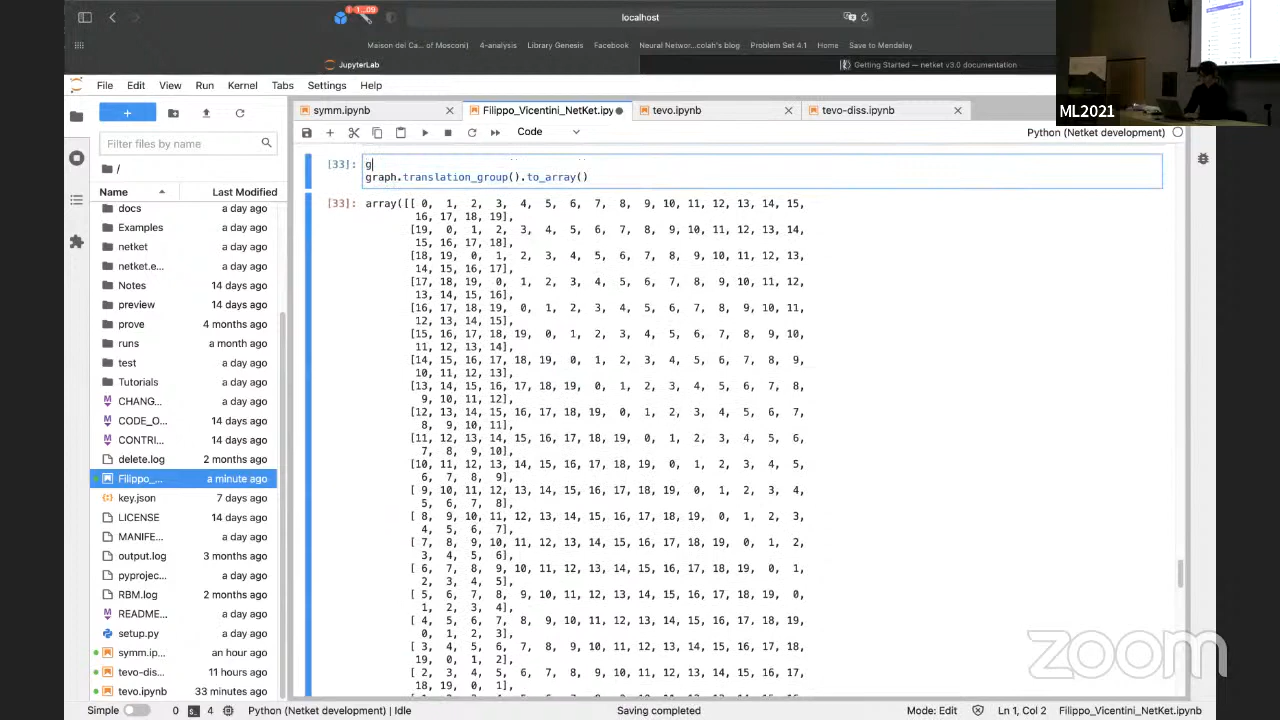 localhost
Maison dei Ca... of Mosconi)
4-analysis
Library Genesis
Facebook
Neural Networ...colah's blog
Problem Set 4.1
Home
Save to Mendeley
JupyterLab
Getting Started — netket v3.0 documentation
File Edit View Run Kernel Tabs Settings Help
ML2021
symm.ipynb
Filippo_Vicentini_NetKet.ipy
tevo.ipynb
tevo-diss.ipynb
Code
Python (Netket development)
Filter files by name
/
Name Last Modified
docs a day ago
Examples a day ago
netket a day ago
netket.e... a day ago
Notes 14 days ago
preview 14 days ago
prove 4 months ago
runs a month ago
test a day ago
Tutorials a day ago
CHANG... a day ago
CODE_O... 14 days ago
CONTRI... 14 days ago
delete.log 2 months ago
Filippo_... a minute ago
key.json 7 days ago
LICENSE 14 days ago
MANIFE... a day ago
output.log 3 months ago
pyprojec... a day ago
RBM.log 2 months ago
README... a day ago
setup.py a day ago
symm.ip... an hour ago
tevo-dis... 11 hours ago
tevo.ipynb 33 minutes ago
[33]: g
graph.translation_group().to_array()
[33]: array([[ 0, 1, 2, 3, 4, 5, 6, 7, 8, 9, 10, 11, 12, 13, 14, 15,
16, 17, 18, 19],
[19, 0, 1, 2, 3, 4, 5, 6, 7, 8, 9, 10, 11, 12, 13, 14,
15, 16, 17, 18],
[18, 19, 0, 1, 2, 3, 4, 5, 6, 7, 8, 9, 10, 11, 12, 13,
14, 15, 16, 17],
[17, 18, 19, 0, 1, 2, 3, 4, 5, 6, 7, 8, 9, 10, 11, 12,
13, 14, 15, 16],
[16, 17, 18, 19, 0, 1, 2, 3, 4, 5, 6, 7, 8, 9, 10, 11,
12, 13, 14, 15],
[15, 16, 17, 18, 19, 0, 1, 2, 3, 4, 5, 6, 7, 8, 9, 10,
11, 12, 13, 14],
[14, 15, 16, 17, 18, 19, 0, 1, 2, 3, 4, 5, 6, 7, 8, 9,
10, 11, 12, 13],
[13, 14, 15, 16, 17, 18, 19, 0, 1, 2, 3, 4, 5, 6, 7, 8,
9, 10, 11, 12],
[12, 13, 14, 15, 16, 17, 18, 19, 0, 1, 2, 3, 4, 5, 6, 7,
8, 9, 10, 11],
[11, 12, 13, 14, 15, 16, 17, 18, 19, 0, 1, 2, 3, 4, 5, 6,
7, 8, 9, 10],
[10, 11, 12, 13, 14, 15, 16, 17, 18, 19, 0, 1, 2, 3, 4, 5,
6, 7, 8, 9],
[ 9, 10, 11, 12, 13, 14, 15, 16, 17, 18, 19, 0, 1, 2, 3, 4,
5, 6, 7, 8],
[ 8, 9, 10, 11, 12, 13, 14, 15, 16, 17, 18, 19, 0, 1, 2, 3,
4, 5, 6, 7],
[ 7, 8, 9, 10, 11, 12, 13, 14, 15, 16, 17, 18, 19, 0, 1, 2,
3, 4, 5, 6],
[ 6, 7, 8, 9, 10, 11, 12, 13, 14, 15, 16, 17, 18, 19, 0, 1,
2, 3, 4, 5],
[ 5, 6, 7, 8, 9, 10, 11, 12, 13, 14, 15, 16, 17, 18, 19, 0,
1, 2, 3, 4],
[ 4, 5, 6, 7, 8, 9, 10, 11, 12, 13, 14, 15, 16, 17, 18, 19,
0, 1, 2, 3],
[ 3, 4, 5, 6, 7, 8, 9, 10, 11, 12, 13, 14, 15, 16, 17, 18,
19, 0, 1, 2],
[ 2, 3, 4, 5, 6, 7, 8, 9, 10, 11, 12, 13, 14, 15, 16, 17,
18, 19, 0, 1],
zoom
Simple 0 4 Python (Netket development) | Idle Saving completed Mode: Edit Ln 1, Col 2 Filippo_Vicentini_NetKet.ipynb